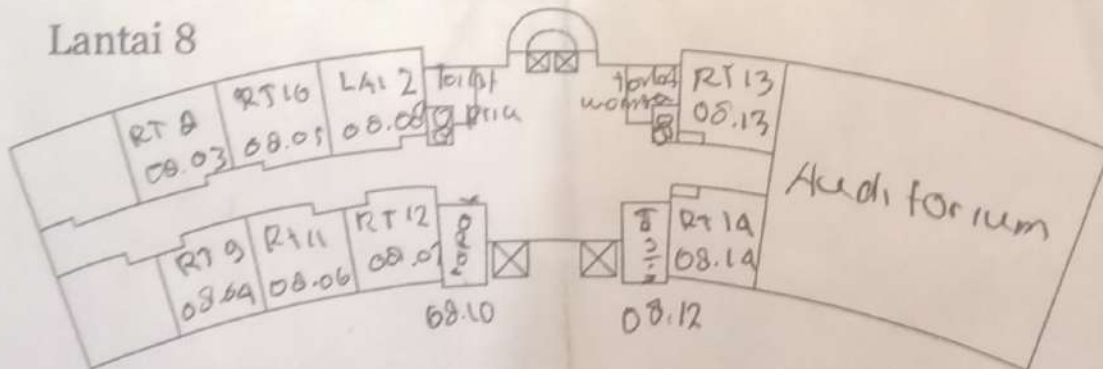 Lantai 8
RT 8
08.03
RT 10
08.05
LAI 2
08.08
Toilet
pria
toilet
wanita
RT 13
08.13
Auditorium
RT 9
08.04
RT 11
08.06
RT 12
08.07
RT 14
08.14
08.10
08.12